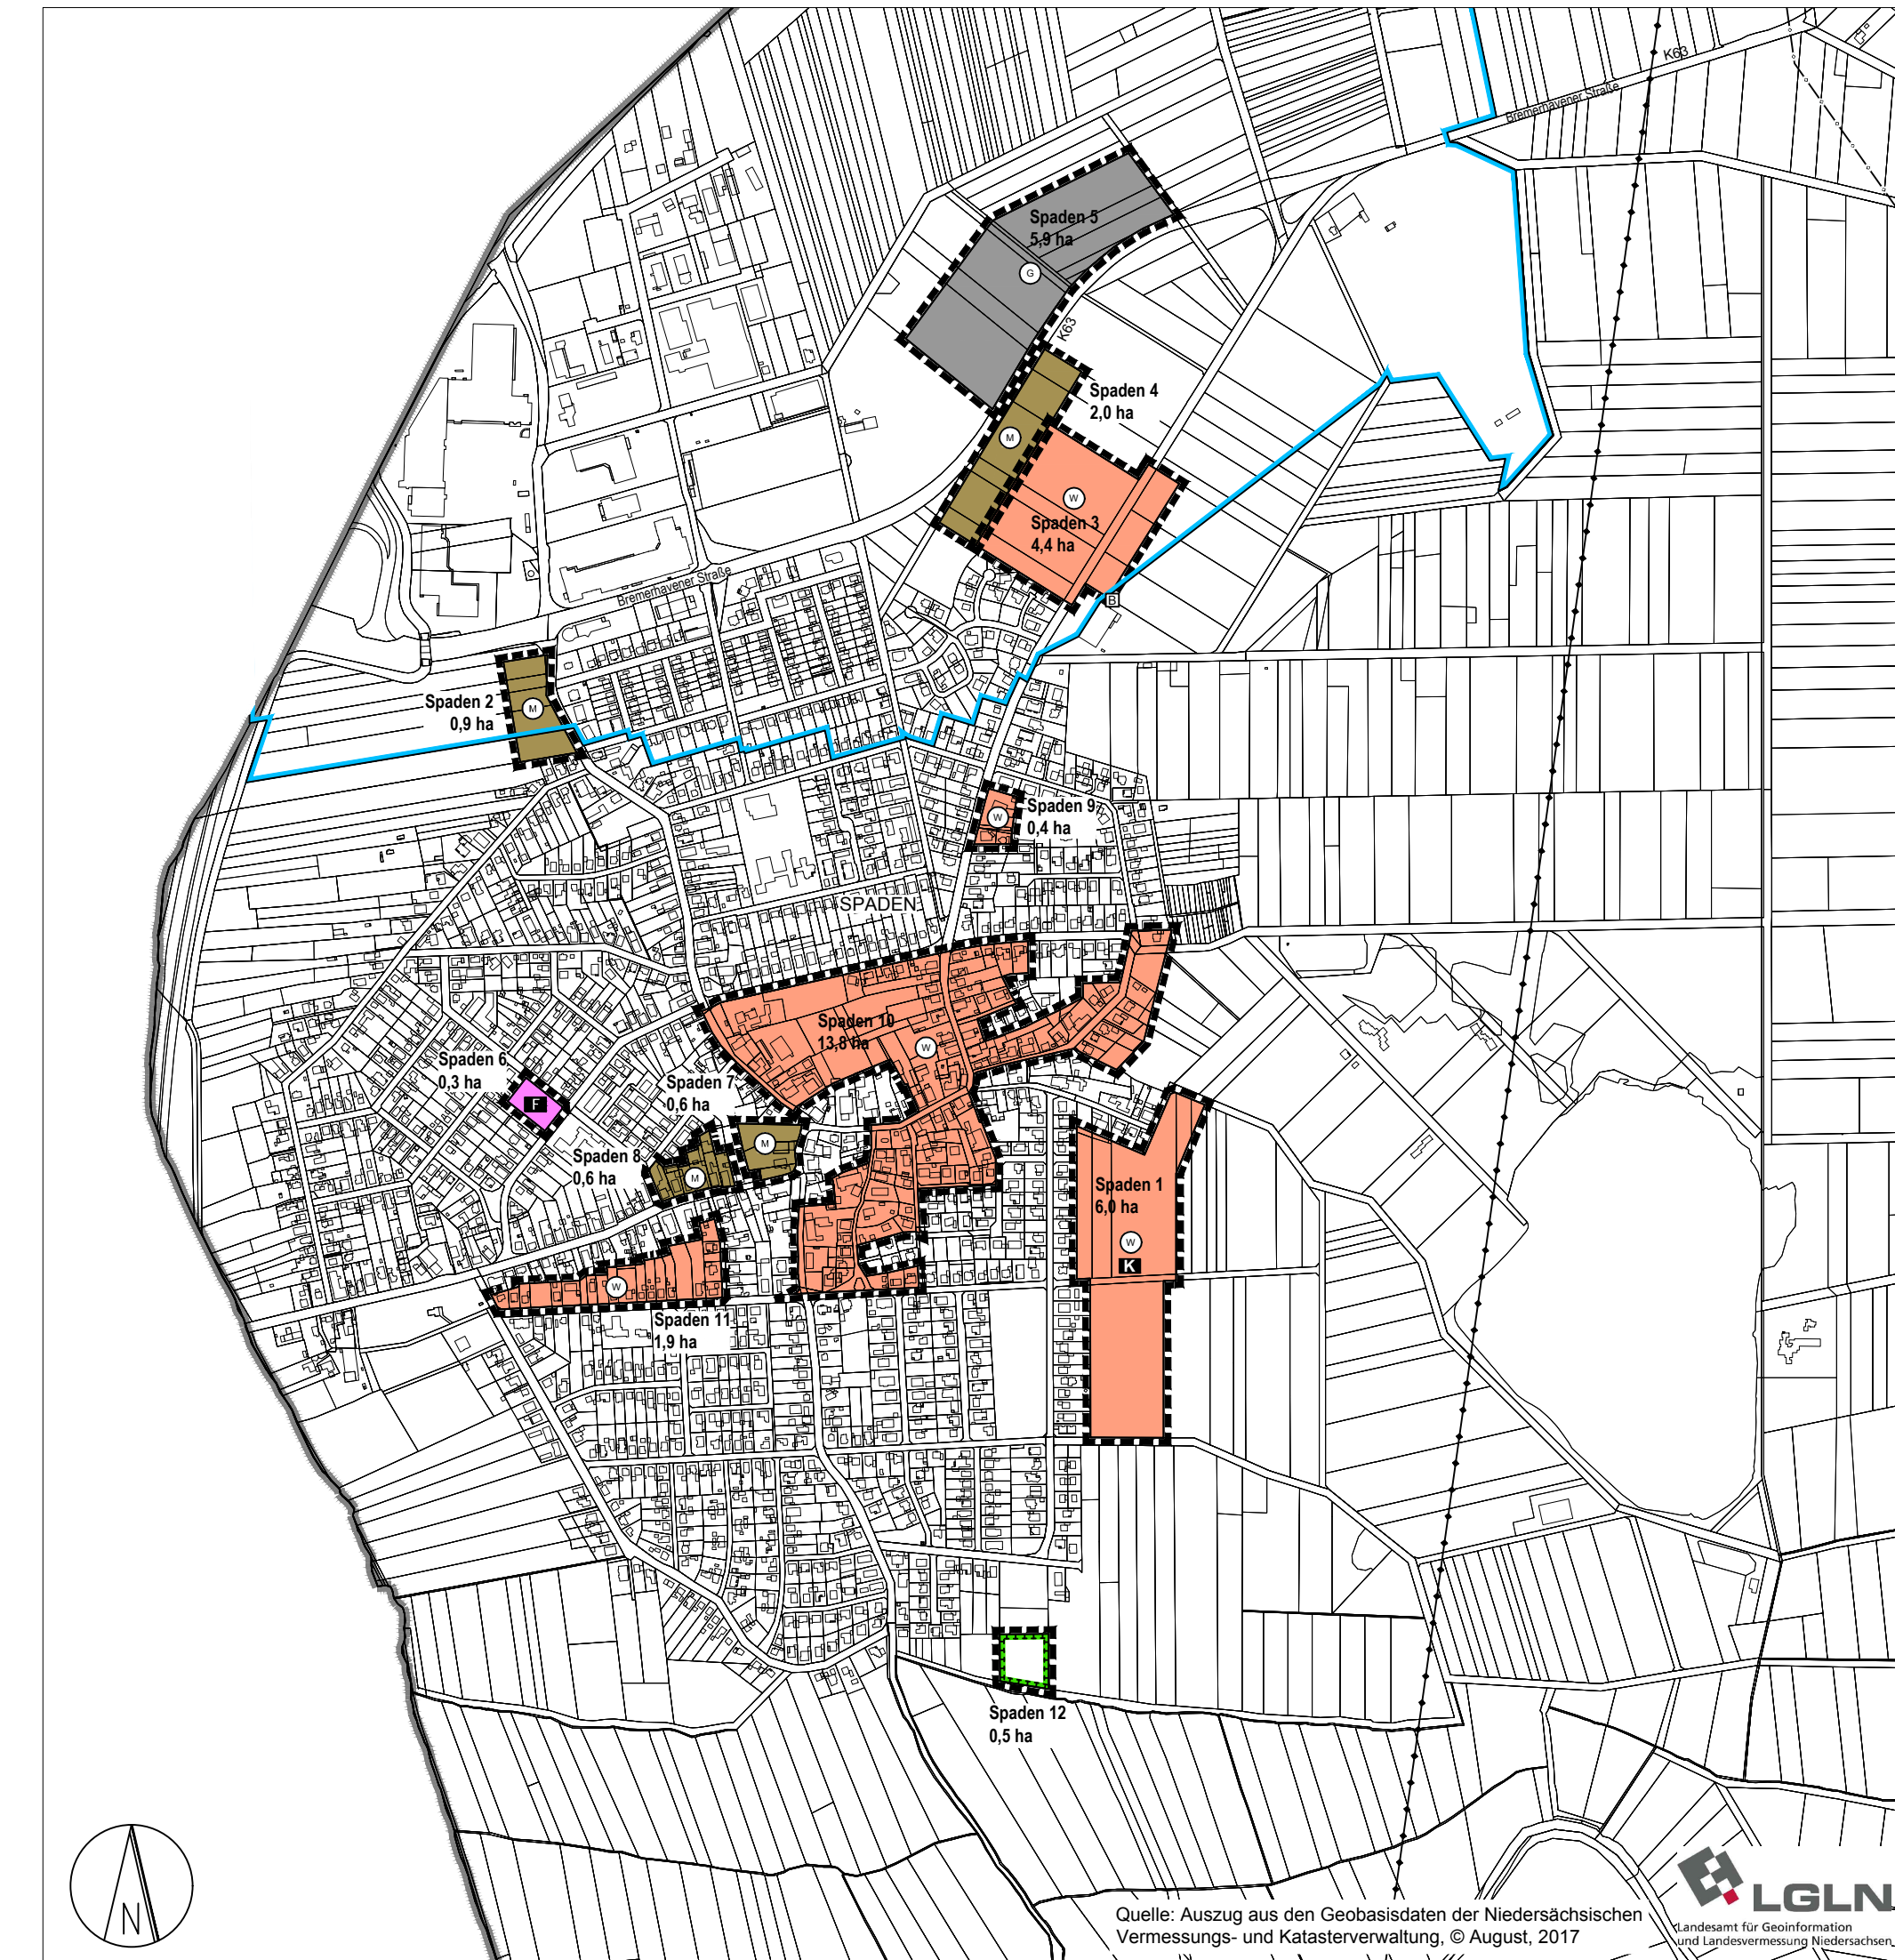 K63
Bremerhavener Straße
Spaden 5
5,9 ha
G
K63
Spaden 4
2,0 ha
M
W
Spaden 3
4,4 ha
B
Bremerhavener Straße
Spaden 2
0,9 ha
M
Spaden 9
0,4 ha
W
SPADEN
Spaden 10
13,8 ha
W
Spaden 6
0,3 ha
F
Spaden 7
0,6 ha
M
Spaden 8
0,6 ha
M
Spaden 1
6,0 ha
W
K
W
Spaden 11
1,9 ha
Spaden 12
0,5 ha
N
Quelle: Auszug aus den Geobasisdaten der Niedersächsischen
Vermessungs- und Katasterverwaltung, © August, 2017
LGLN
Landesamt für Geoinformation
und Landesvermessung Niedersachsen